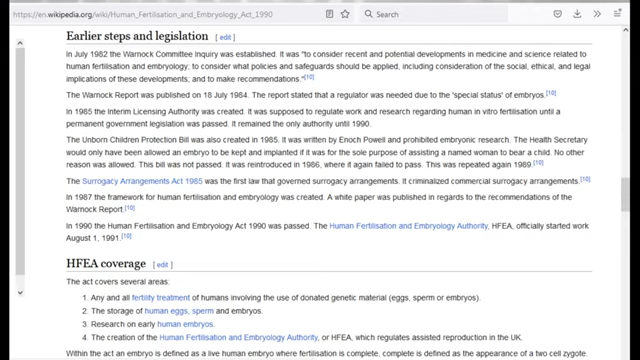 https://en.wikipedia.org/wiki/Human_Fertilisation_and_Embryology_Act_1990
Search
Earlier steps and legislation [ edit ]
In July 1982 the Warnock Committee Inquiry was established. It was "to consider recent and potential developments in medicine and science related to
human fertilisation and embryology; to consider what policies and safeguards should be applied, including consideration of the social, ethical, and legal
implications of these developments; and to make recommendations."[10]
The Warnock Report was published on 18 July 1984. The report stated that a regulator was needed due to the 'special status' of embryos.[10]
In 1985 the Interim Licensing Authority was created. It was supposed to regulate work and research regarding human in vitro fertilisation until a
permanent government legislation was passed. It remained the only authority until 1990.
The Unborn Children Protection Bill was also created in 1985. It was written by Enoch Powell and prohibited embryonic research. The Health Secretary
would only have been allowed an embryo to be kept and implanted if it was for the sole purpose of assisting a named woman to bear a child. No other
reason was allowed. This bill was not passed. It was reintroduced in 1986, where it again failed to pass. This was repeated again 1989.[10]
The Surrogacy Arrangements Act 1985 was the first law that governed surrogacy arrangements. It criminalized commercial surrogacy arrangements.[10]
In 1987 the framework for human fertilisation and embryology was created. A white paper was published in regards to the recommendations of the
Warnock Report.[10]
In 1990 the Human Fertilisation and Embryology Act 1990 was passed. The Human Fertilisation and Embryology Authority, HFEA, officially started work
August 1, 1991.[10]
HFEA coverage [ edit ]
The act covers several areas:
1. Any and all fertility treatment of humans involving the use of donated genetic material (eggs, sperm or embryos).
2. The storage of human eggs, sperm and embryos.
3. Research on early human embryos.
4. The creation of the Human Fertilisation and Embryology Authority, or HFEA, which regulates assisted reproduction in the UK.
Within the act an embryo is defined as a live human embryo where fertilisation is complete, complete is defined as the appearance of a two cell zygote.